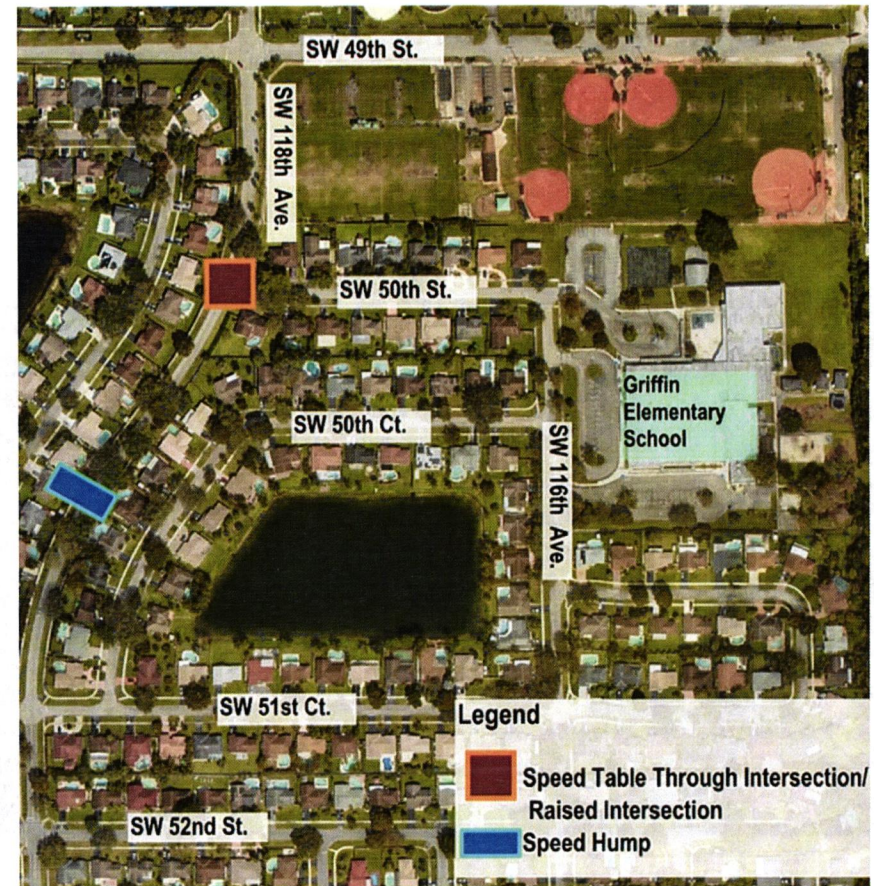 SW 49th St.
SW 118th Ave.
SW 50th St.
Griffin
Elementary
School
SW 50th Ct.
SW 116th Ave.
SW 51st Ct.
Legend
Speed Table Through Intersection/
Raised Intersection
SW 52nd St.
Speed Hump